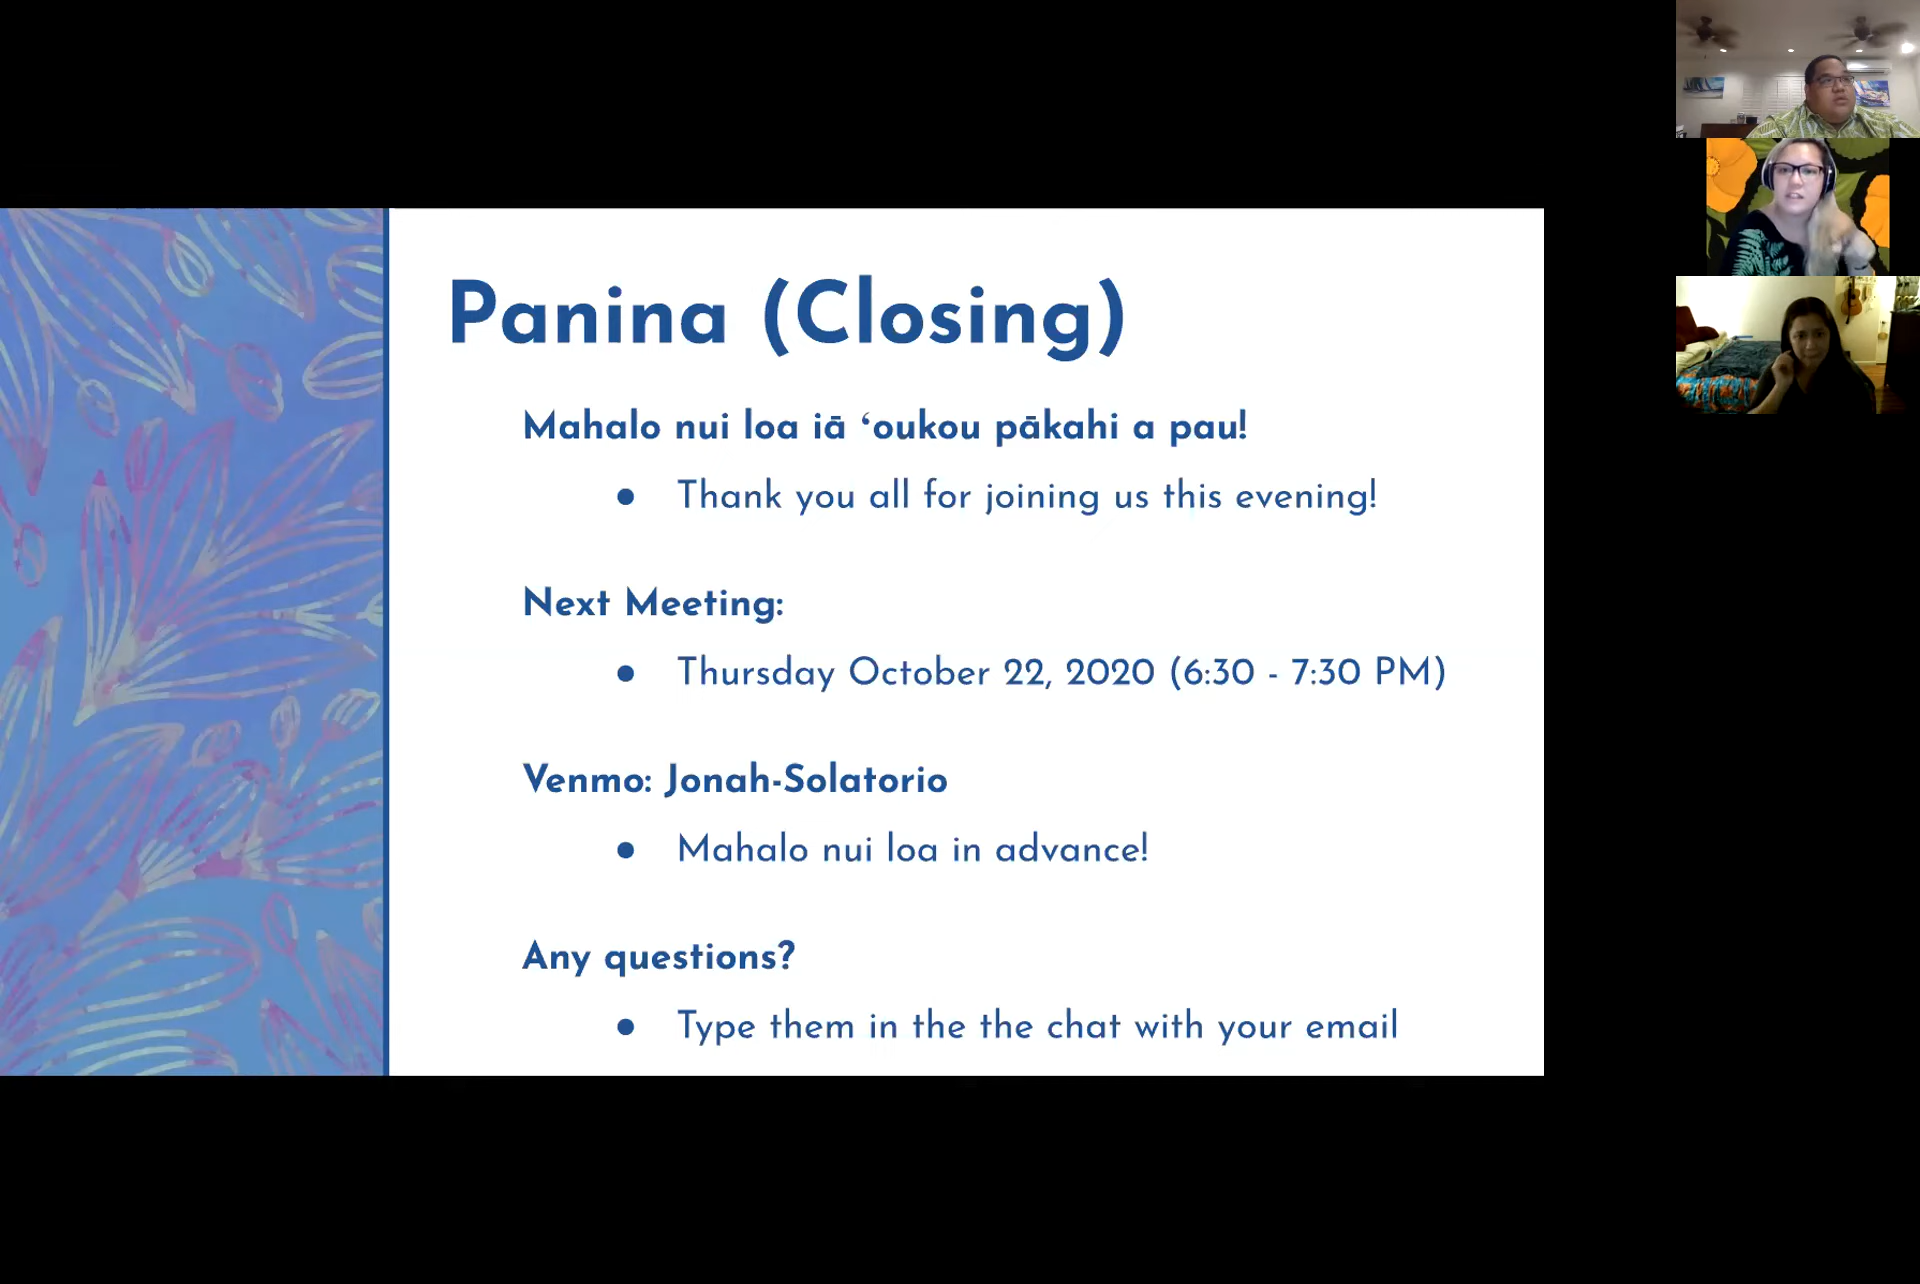 Panina (Closing)
Mahalo nui loa iā ʻoukou pākahi a pau!
● Thank you all for joining us this evening!
Next Meeting:
● Thursday October 22, 2020 (6:30 - 7:30 PM)
Venmo: Jonah-Solatorio
● Mahalo nui loa in advance!
Any questions?
● Type them in the the chat with your email